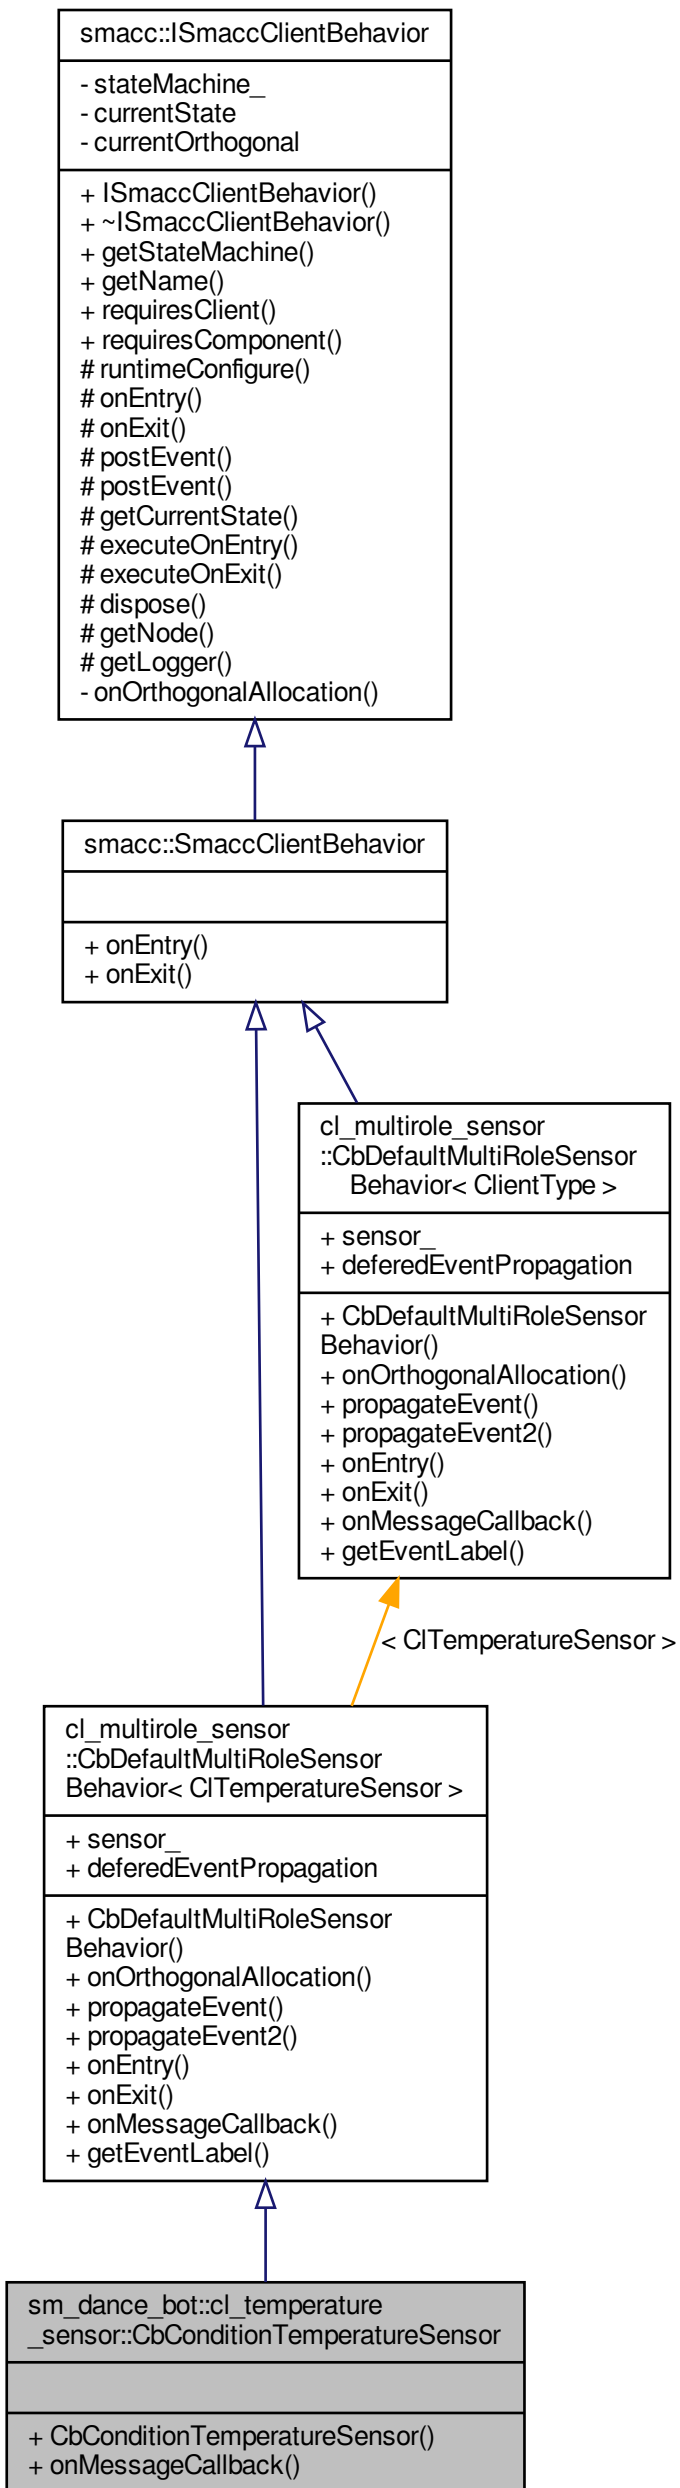 smacc::ISmaccClientBehavior
- stateMachine_
- currentState
- currentOrthogonal
+ ISmaccClientBehavior()
+ ~ISmaccClientBehavior()
+ getStateMachine()
+ getName()
+ requiresClient()
+ requiresComponent()
# runtimeConfigure()
# onEntry()
# onExit()
# postEvent()
# postEvent()
# getCurrentState()
# executeOnEntry()
# executeOnExit()
# dispose()
# getNode()
# getLogger()
- onOrthogonalAllocation()
smacc::SmaccClientBehavior
+ onEntry()
+ onExit()
cl_multirole_sensor
::CbDefaultMultiRoleSensor
Behavior< ClientType >
+ sensor_
+ deferedEventPropagation
+ CbDefaultMultiRoleSensor
Behavior()
+ onOrthogonalAllocation()
+ propagateEvent()
+ propagateEvent2()
+ onEntry()
+ onExit()
+ onMessageCallback()
+ getEventLabel()
< ClTemperatureSensor >
cl_multirole_sensor
::CbDefaultMultiRoleSensor
Behavior< ClTemperatureSensor >
+ sensor_
+ deferedEventPropagation
+ CbDefaultMultiRoleSensor
Behavior()
+ onOrthogonalAllocation()
+ propagateEvent()
+ propagateEvent2()
+ onEntry()
+ onExit()
+ onMessageCallback()
+ getEventLabel()
sm_dance_bot::cl_temperature
_sensor::CbConditionTemperatureSensor
+ CbConditionTemperatureSensor()
+ onMessageCallback()